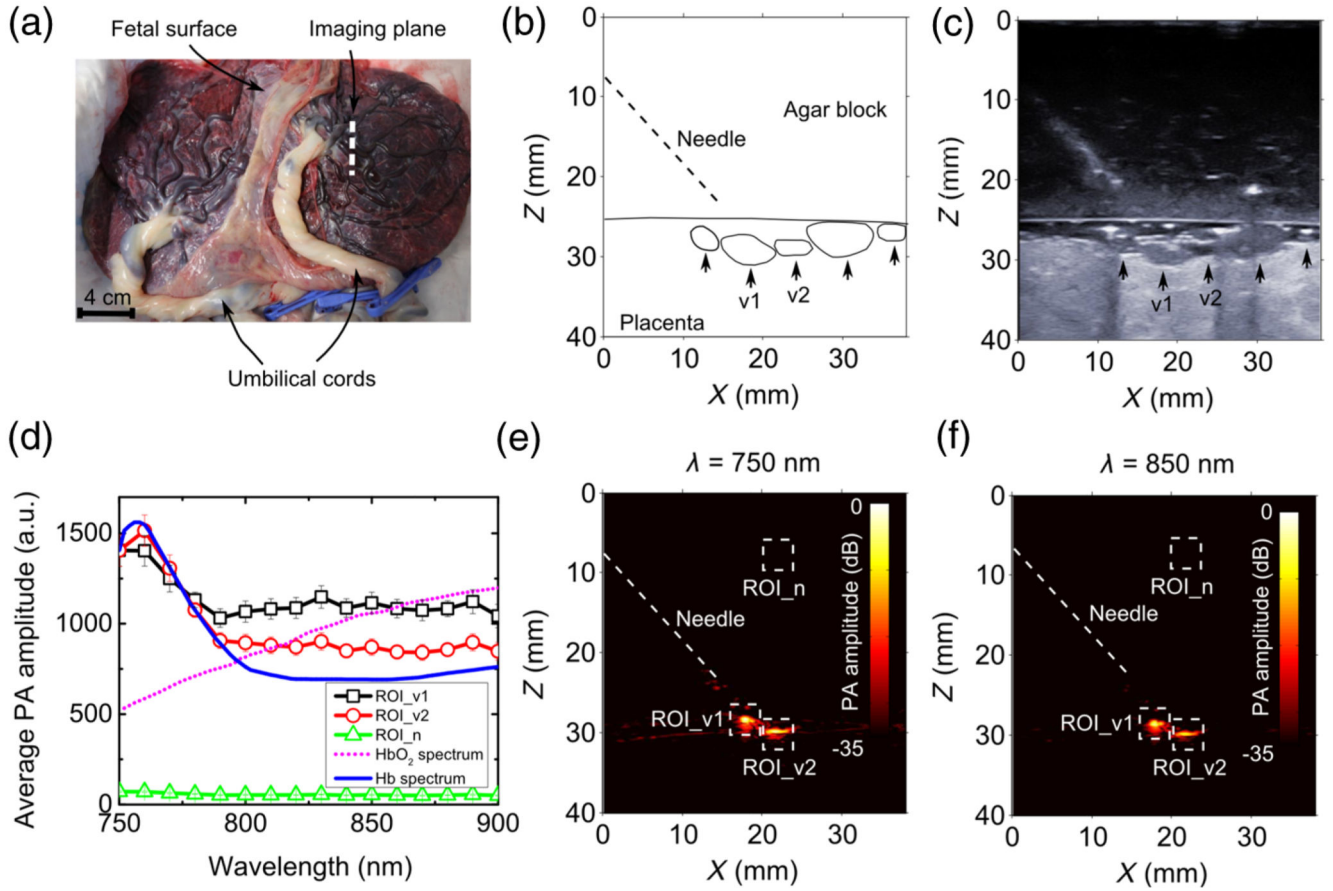 (a)
Fetal surface
Imaging plane
4 cm
Umbilical cords
(b)
0
10
20
30
40
Z (mm)
Needle
Agar block
v1
v2
Placenta
0
10
20
30
X (mm)
(c)
0
10
20
30
40
Z (mm)
v1
v2
0
10
20
30
X (mm)
(d)
1500
1000
500
0
Average PA amplitude (a.u.)
ROI_v1
ROI_v2
ROI_n
HbO₂ spectrum
Hb spectrum
750
800
850
900
Wavelength (nm)
(e)
λ = 750 nm
0
10
20
30
40
Z (mm)
Needle
ROI_n
ROI_v1
ROI_v2
0
PA amplitude (dB)
-35
0
10
20
30
X (mm)
(f)
λ = 850 nm
0
10
20
30
40
Z (mm)
Needle
ROI_n
ROI_v1
ROI_v2
0
PA amplitude (dB)
-35
0
10
20
30
X (mm)